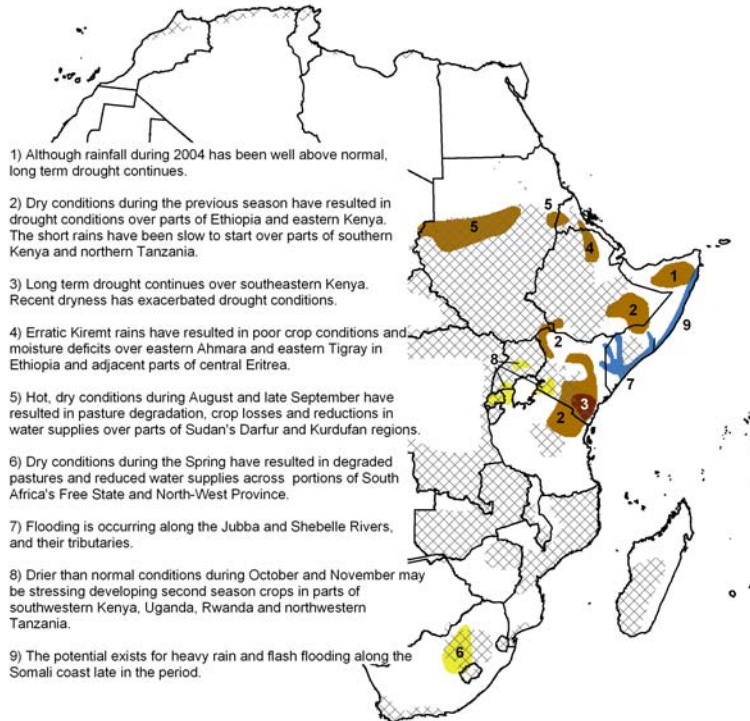 1) Although rainfall during 2004 has been well above normal,
long term drought continues.
2) Dry conditions during the previous season have resulted in
drought conditions over parts of Ethiopia and eastern Kenya.
The short rains have been slow to start over parts of southern
Kenya and northern Tanzania.
3) Long term drought continues over southeastern Kenya.
Recent dryness has exacerbated drought conditions.
4) Erratic Kiremt rains have resulted in poor crop conditions and
moisture deficits over eastern Ahmara and eastern Tigray in
Ethiopia and adjacent parts of central Eritrea.
5) Hot, dry conditions during August and late September have
resulted in pasture degradation, crop losses and reductions in
water supplies over parts of Sudan's Darfur and Kurdufan regions.
6) Dry conditions during the Spring have resulted in degraded
pastures and reduced water supplies across portions of South
Africa's Free State and North-West Province.
7) Flooding is occurring along the Jubba and Shebelle Rivers,
and their tributaries.
8) Drier than normal conditions during October and November may
be stressing developing second season crops in parts of
southwestern Kenya, Uganda, Rwanda and northwestern
Tanzania.
9) The potential exists for heavy rain and flash flooding along the
Somali coast late in the period.
5
5
4
1
2
9
2
8
7
3
2
6